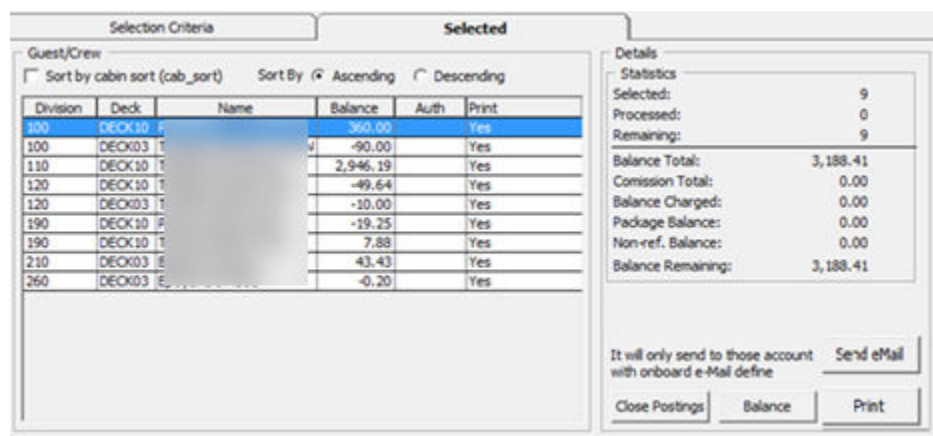 Selection Criteria
Selected
Guest/Crew
Sort by cabin sort (cab_sort) Sort By Ascending Descending
Division Deck Name Balance Auth Print
100 DECK10 360.00 Yes
100 DECK03 -90.00 Yes
110 DECK10 2,946.19 Yes
120 DECK10 -49.64 Yes
120 DECK03 -10.00 Yes
190 DECK10 -19.25 Yes
190 DECK10 7.88 Yes
210 DECK03 43.43 Yes
260 DECK03 -0.20 Yes
Details
Statistics
Selected: 9
Processed: 0
Remaining: 9
Balance Total: 3,188.41
Comission Total: 0.00
Balance Charged: 0.00
Package Balance: 0.00
Non-ref. Balance: 0.00
Balance Remaining: 3,188.41
It will only send to those account
with onboard e-Mail define
Send eMail
Close Postings Balance Print